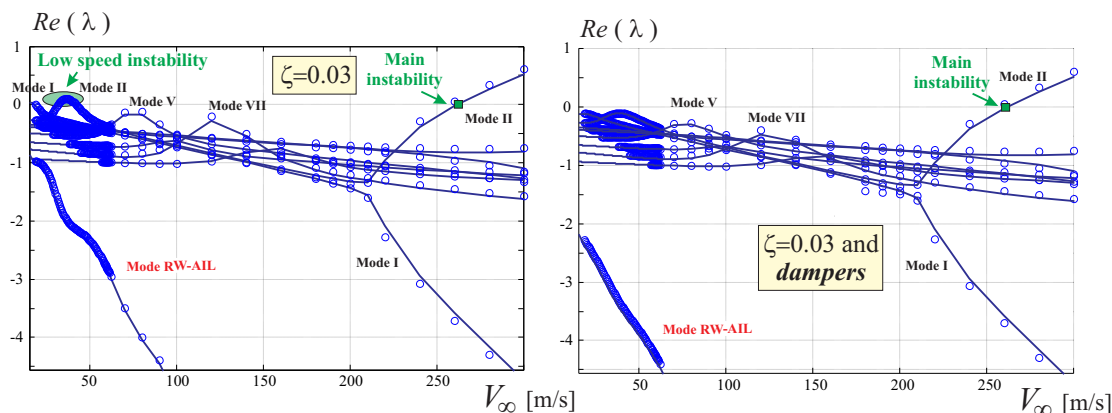 Re ( λ )
1
0
-1
-2
-3
-4
Low speed instability
Mode I
Mode II
Mode V
Mode VII
ζ=0.03
Main
instability
Mode II
Mode I
Mode RW-AIL
50
100
150
200
250
V∞ [m/s]
Re ( λ )
1
0
-1
-2
-3
-4
Mode V
Mode VII
Main
instability
Mode II
Mode I
ζ=0.03 and
dampers
Mode RW-AIL
50
100
150
200
250
V∞ [m/s]